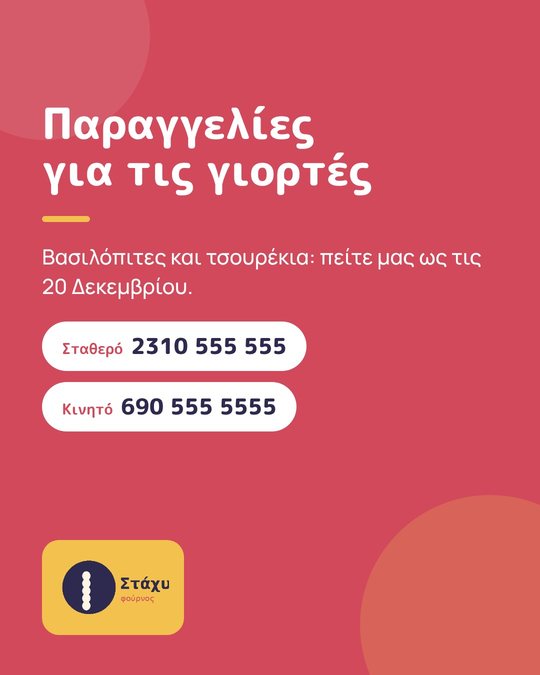 Παραγγελίες
για τις γιορτές
Βασιλόπιτες και τσουρέκια: πείτε μας ως τις
20 Δεκεμβρίου.
Σταθερό 2310 555 555
Κινητό 690 555 5555
Στάχυ
φούρνος